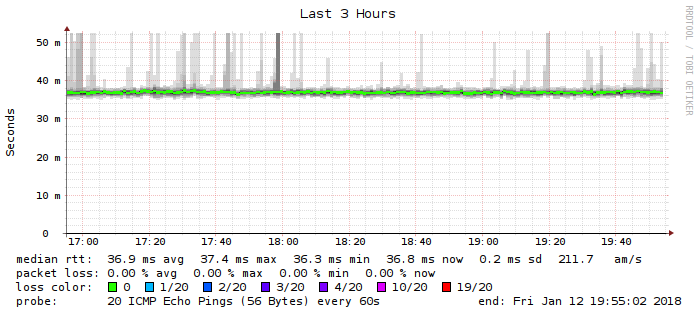 Last 3 Hours
RRDTOOL / TOBI OETIKER
Seconds
50 m
40 m
30 m
20 m
10 m
0
17:00 17:20 17:40 18:00 18:20 18:40 19:00 19:20 19:40
median rtt: 36.9 ms avg 37.4 ms max 36.3 ms min 36.8 ms now 0.2 ms sd 211.7 am/s
packet loss: 0.00 % avg 0.00 % max 0.00 % min 0.00 % now
loss color: 0 1/20 2/20 3/20 4/20 10/20 19/20
probe: 20 ICMP Echo Pings (56 Bytes) every 60s end: Fri Jan 12 19:55:02 2018